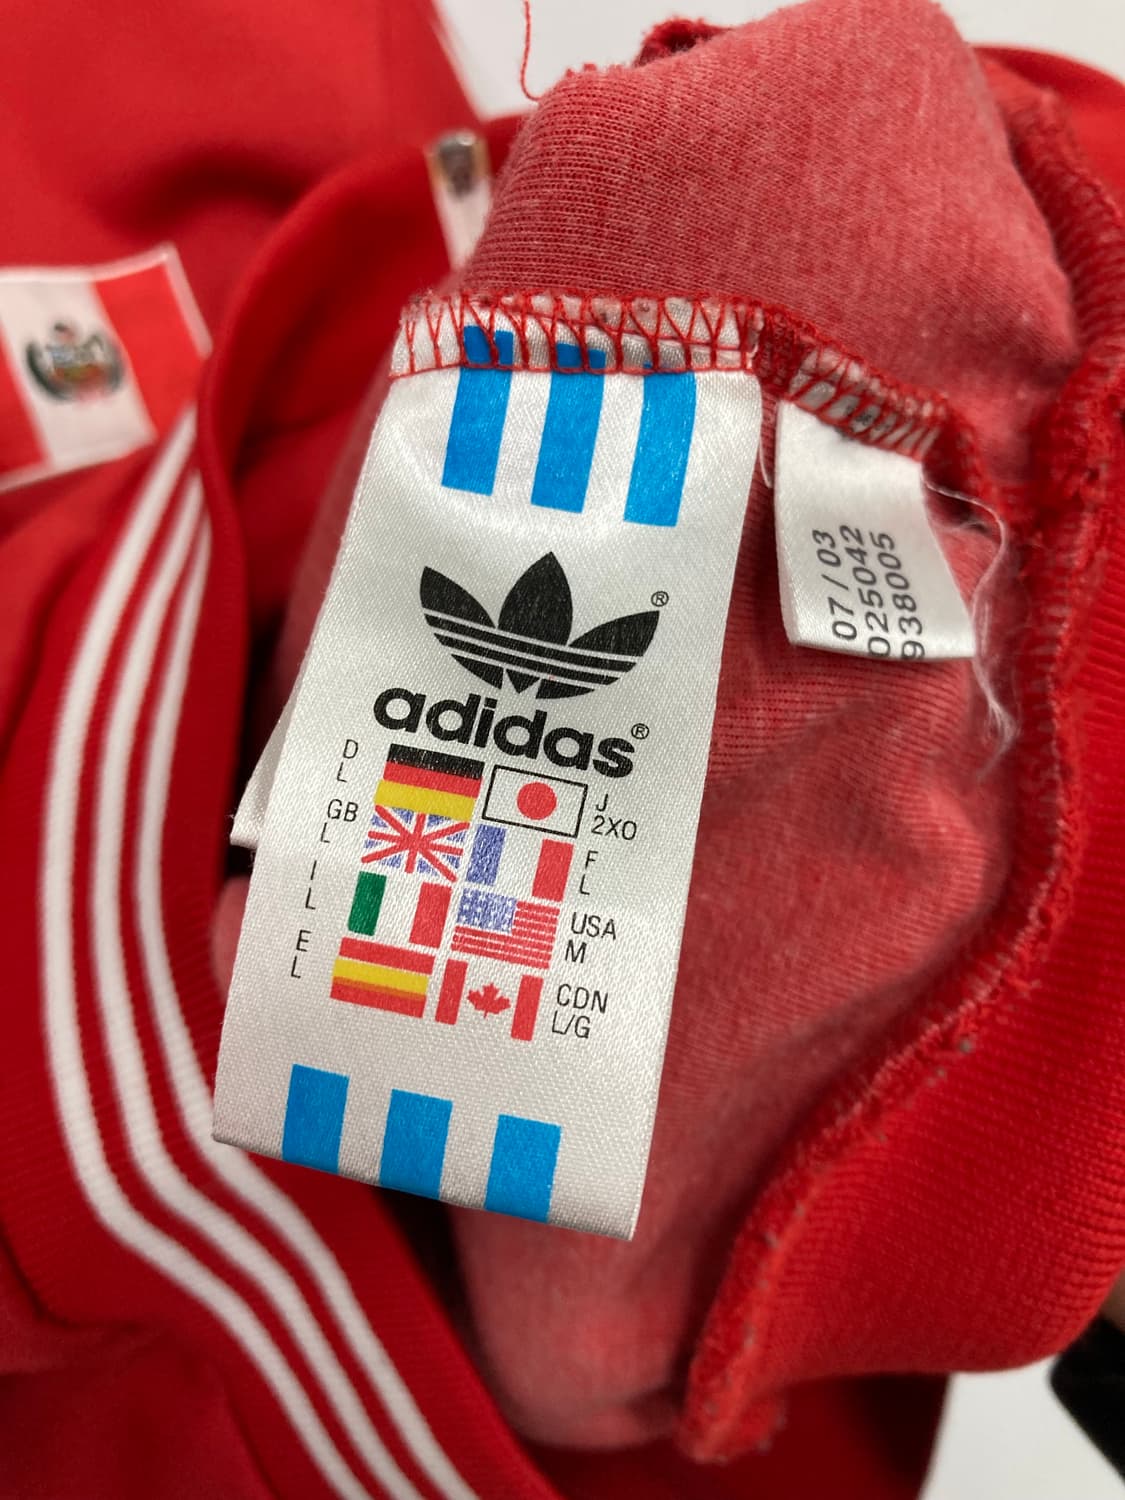 ®
adidas®
D
L
J
2XO
GB
L
F
L
I
L
USA
M
E
L
CDN
L/G
07/03
025042
938005